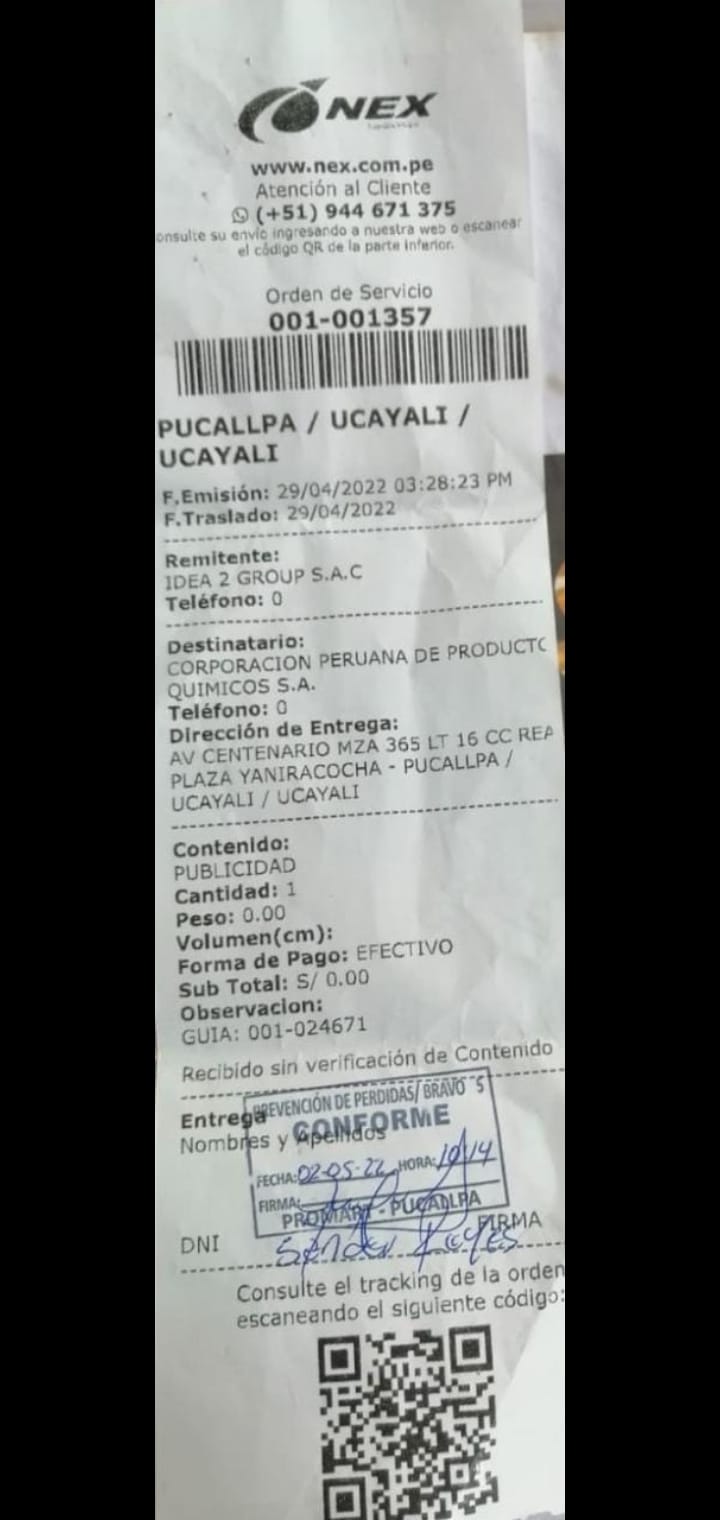 NEX
www.nex.com.pe
Atención al Cliente
(+51) 944 671 375
onsulte su envío ingresando a nuestra web o escanear
el código QR de la parte inferior.
Orden de Servicio
001-001357
PUCALLPA / UCAYALI /
UCAYALI
F.Emisión: 29/04/2022 03:28:23 PM
F.Traslado: 29/04/2022
Remitente:
IDEA 2 GROUP S.A.C
Teléfono: 0
Destinatario:
CORPORACION PERUANA DE PRODUCTO
QUIMICOS S.A.
Teléfono: 0
Dirección de Entrega:
AV CENTENARIO MZA 365 LT 16 CC REA
PLAZA YANIRACOCHA - PUCALLPA /
UCAYALI / UCAYALI
Contenido:
PUBLICIDAD
Cantidad: 1
Peso: 0.00
Volumen(cm):
Forma de Pago: EFECTIVO
Sub Total: S/ 0.00
Observacion:
GUIA: 001-024671
Recibido sin verificación de Contenido
Entrega
Nombres y Apellidos
PREVENCIÓN DE PERDIDAS/ BRAVO 5
CONFORME
FECHA: 02-05-22 HORA: 10:14
FIRMA:
PROMART - PUCALLPA
DNI
FIRMA
Reyes
Consulte el tracking de la orden
escaneando el siguiente código: